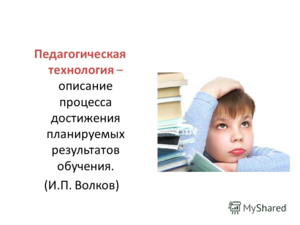 Педагогическая
технология –
описание
процесса
достижения
планируемых
результатов
обучения.
(И.П. Волков)
MyShared